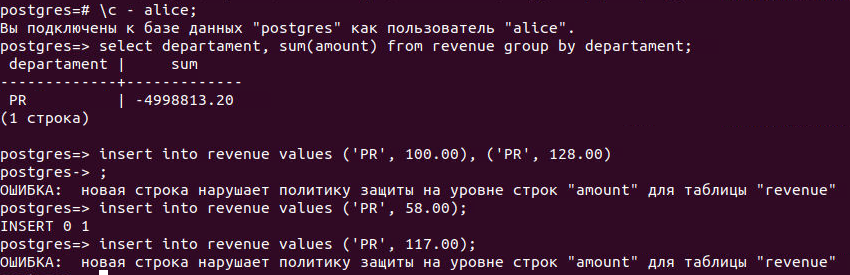 postgres=# \c - alice;
Вы подключены к базе данных "postgres" как пользователь "alice".
postgres=> select departament, sum(amount) from revenue group by departament;
 departament |     sum
-------------+-------------
 PR          | -4998813.20
(1 строка)

postgres=> insert into revenue values ('PR', 100.00), ('PR', 128.00)
postgres-> ;
ОШИБКА:  новая строка нарушает политику защиты на уровне строк "amount" для таблицы "revenue"
postgres=> insert into revenue values ('PR', 58.00);
INSERT 0 1
postgres=> insert into revenue values ('PR', 117.00);
ОШИБКА:  новая строка нарушает политику защиты на уровне строк "amount" для таблицы "revenue"